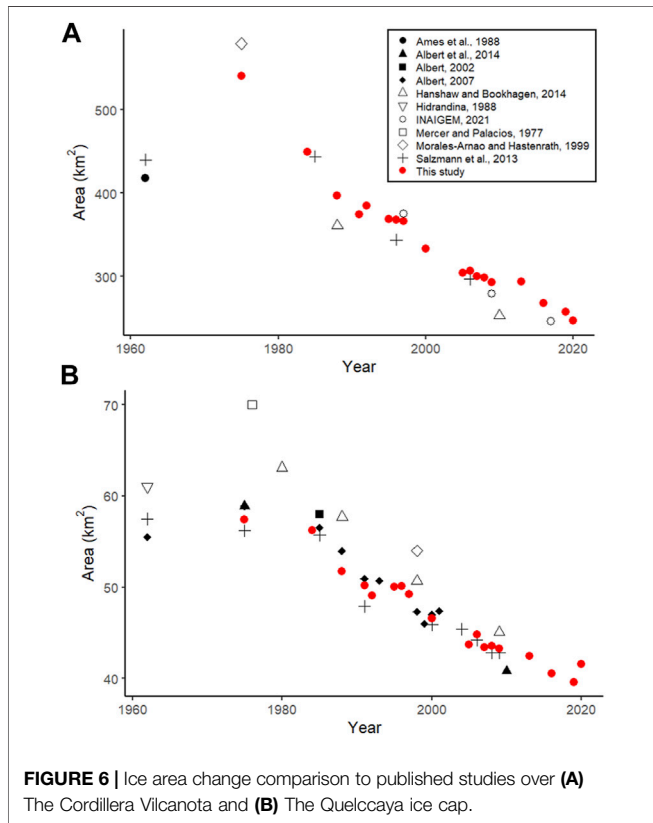 A
Ames et al., 1988
Albert et al., 2014
Albert, 2002
Albert, 2007
Hanshaw and Bookhagen, 2014
Hidrandina, 1988
INAIGEM, 2021
Mercer and Palacios, 1977
Morales-Arnao and Hastenrath, 1999
Salzmann et al., 2013
This study
Area (km²)
500
400
300
1960
1980
2000
2020
Year
B
Area (km²)
70
60
50
40
1960
1980
2000
2020
Year
FIGURE 6 | Ice area change comparison to published studies over (A)
The Cordillera Vilcanota and (B) The Quelccaya ice cap.